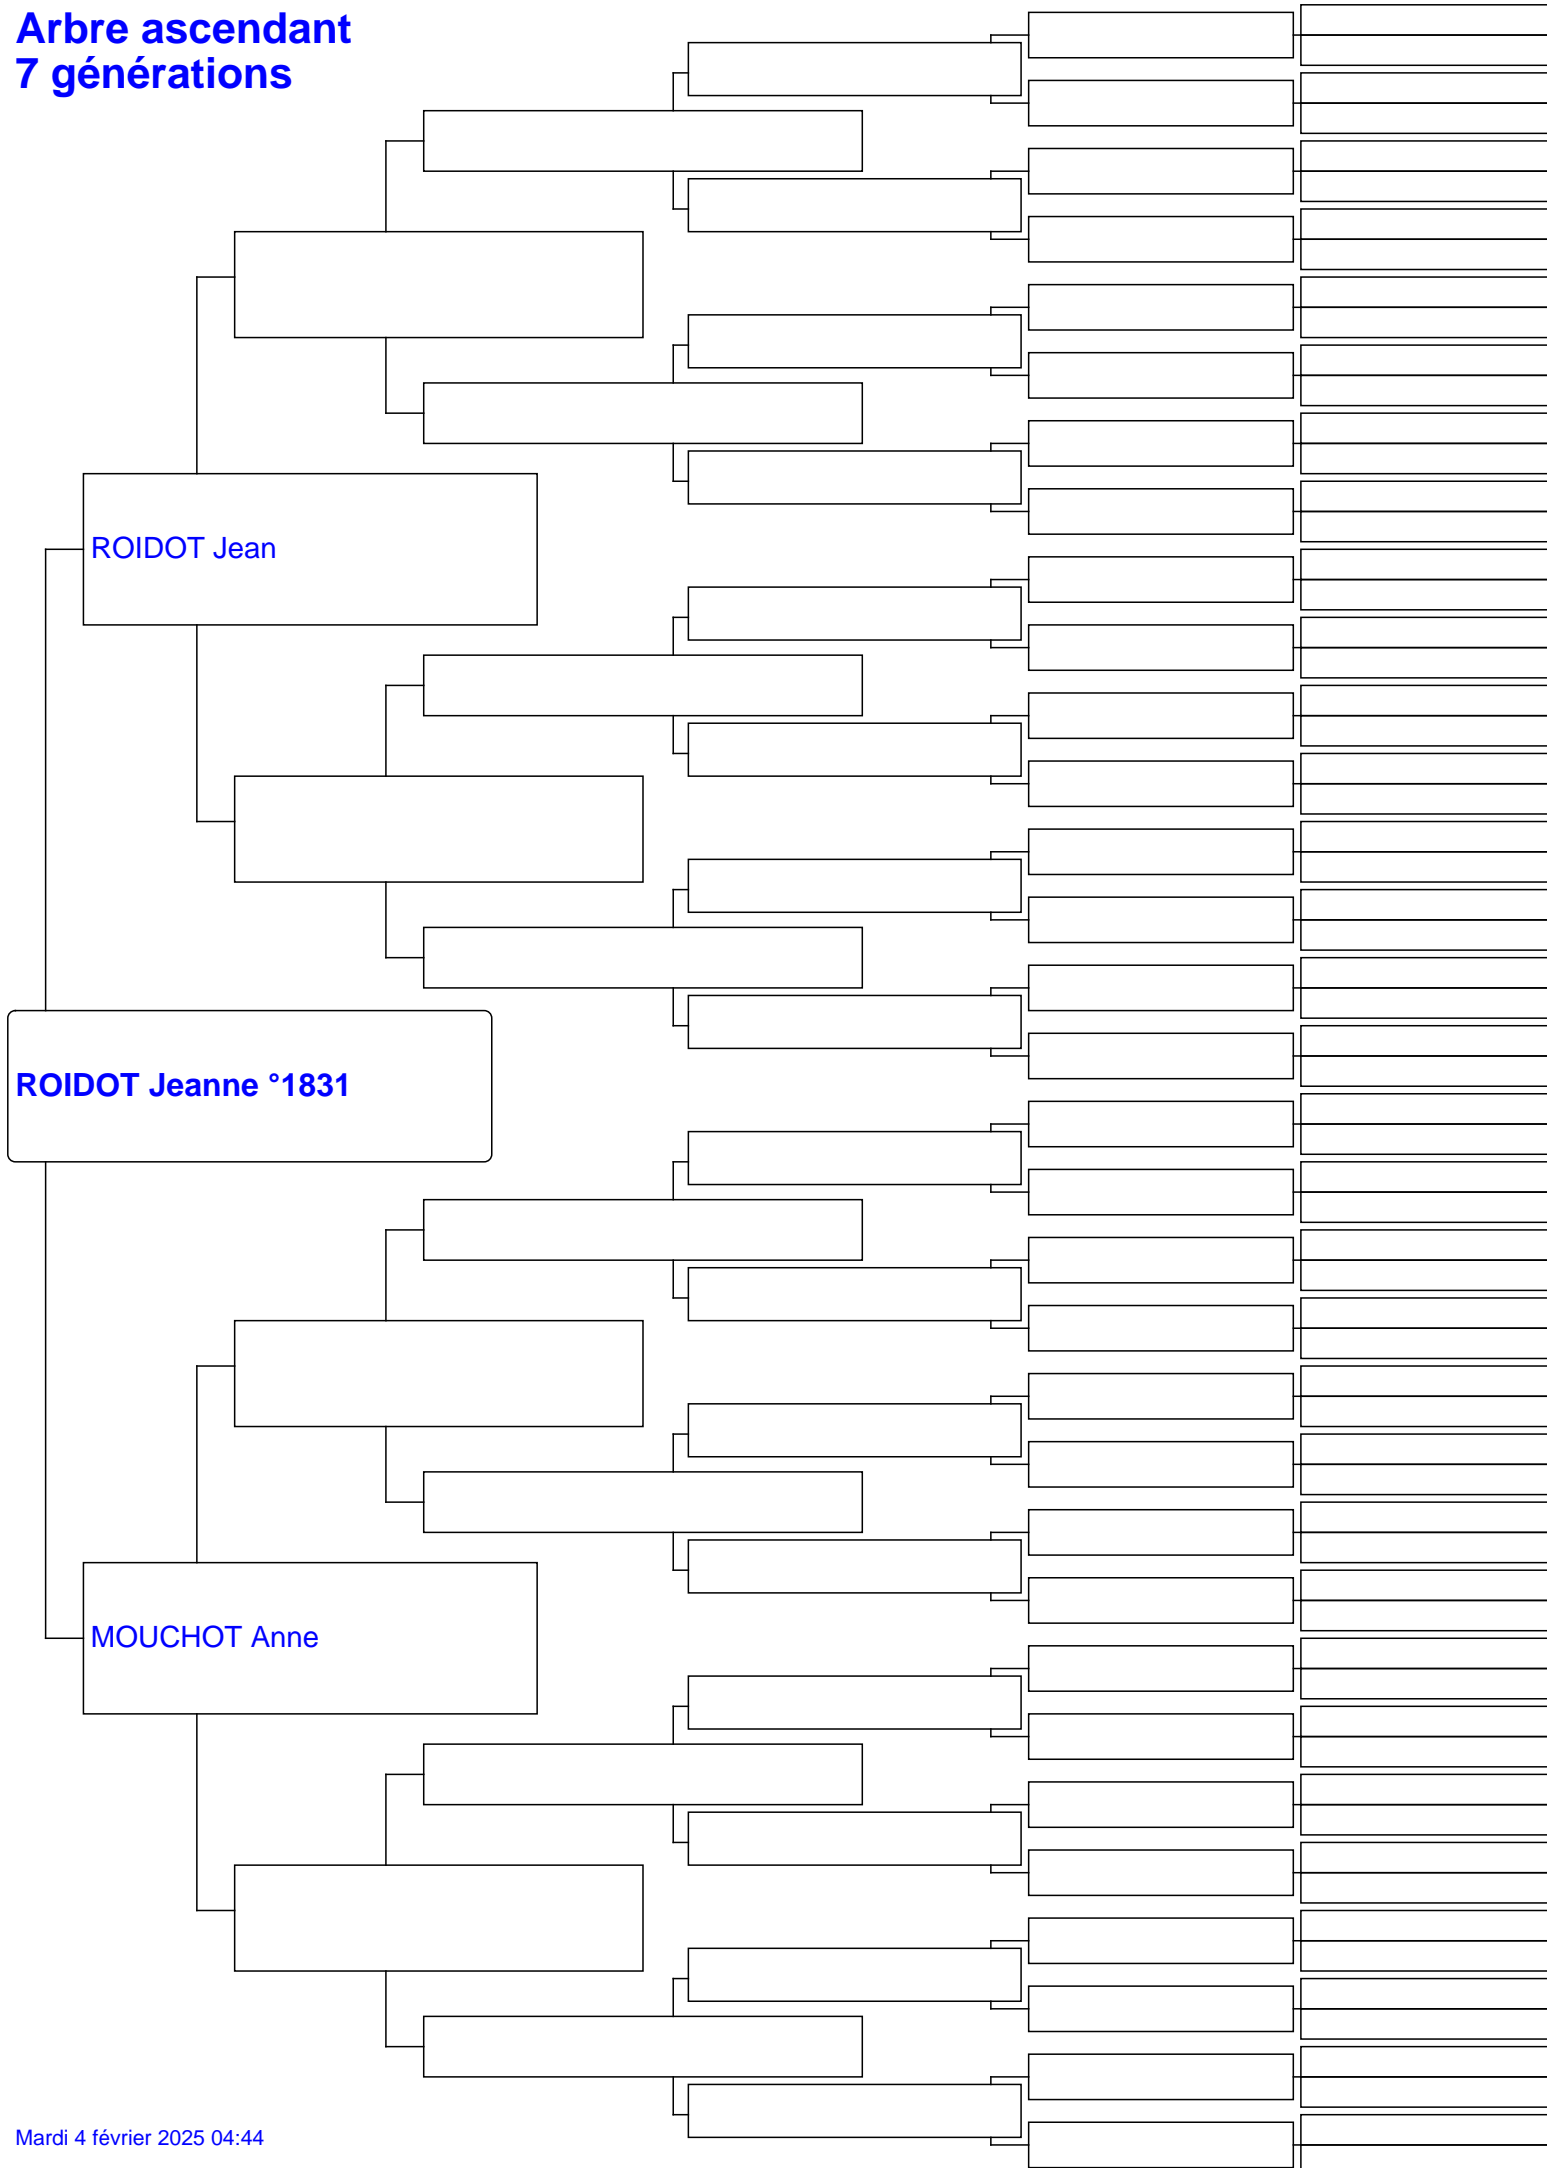 Arbre ascendant
7 générations
ROIDOT Jean
ROIDOT Jeanne °1831
MOUCHOT Anne
Mardi 4 février 2025 04:44